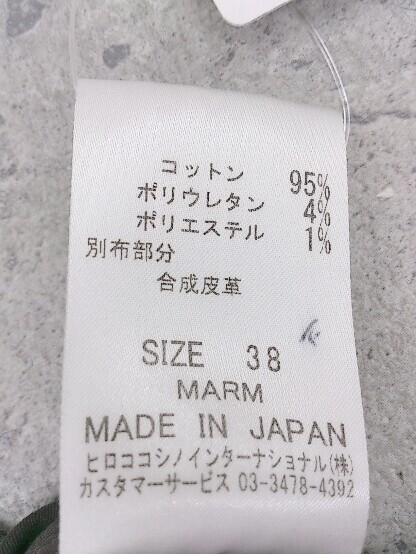 コットン 95%
ポリウレタン 4%
ポリエステル 1%
別布部分
合成皮革
SIZE 38
MARM
MADE IN JAPAN
ヒロココシノインターナショナル(株)
カスタマーサービス 03-3478-4392